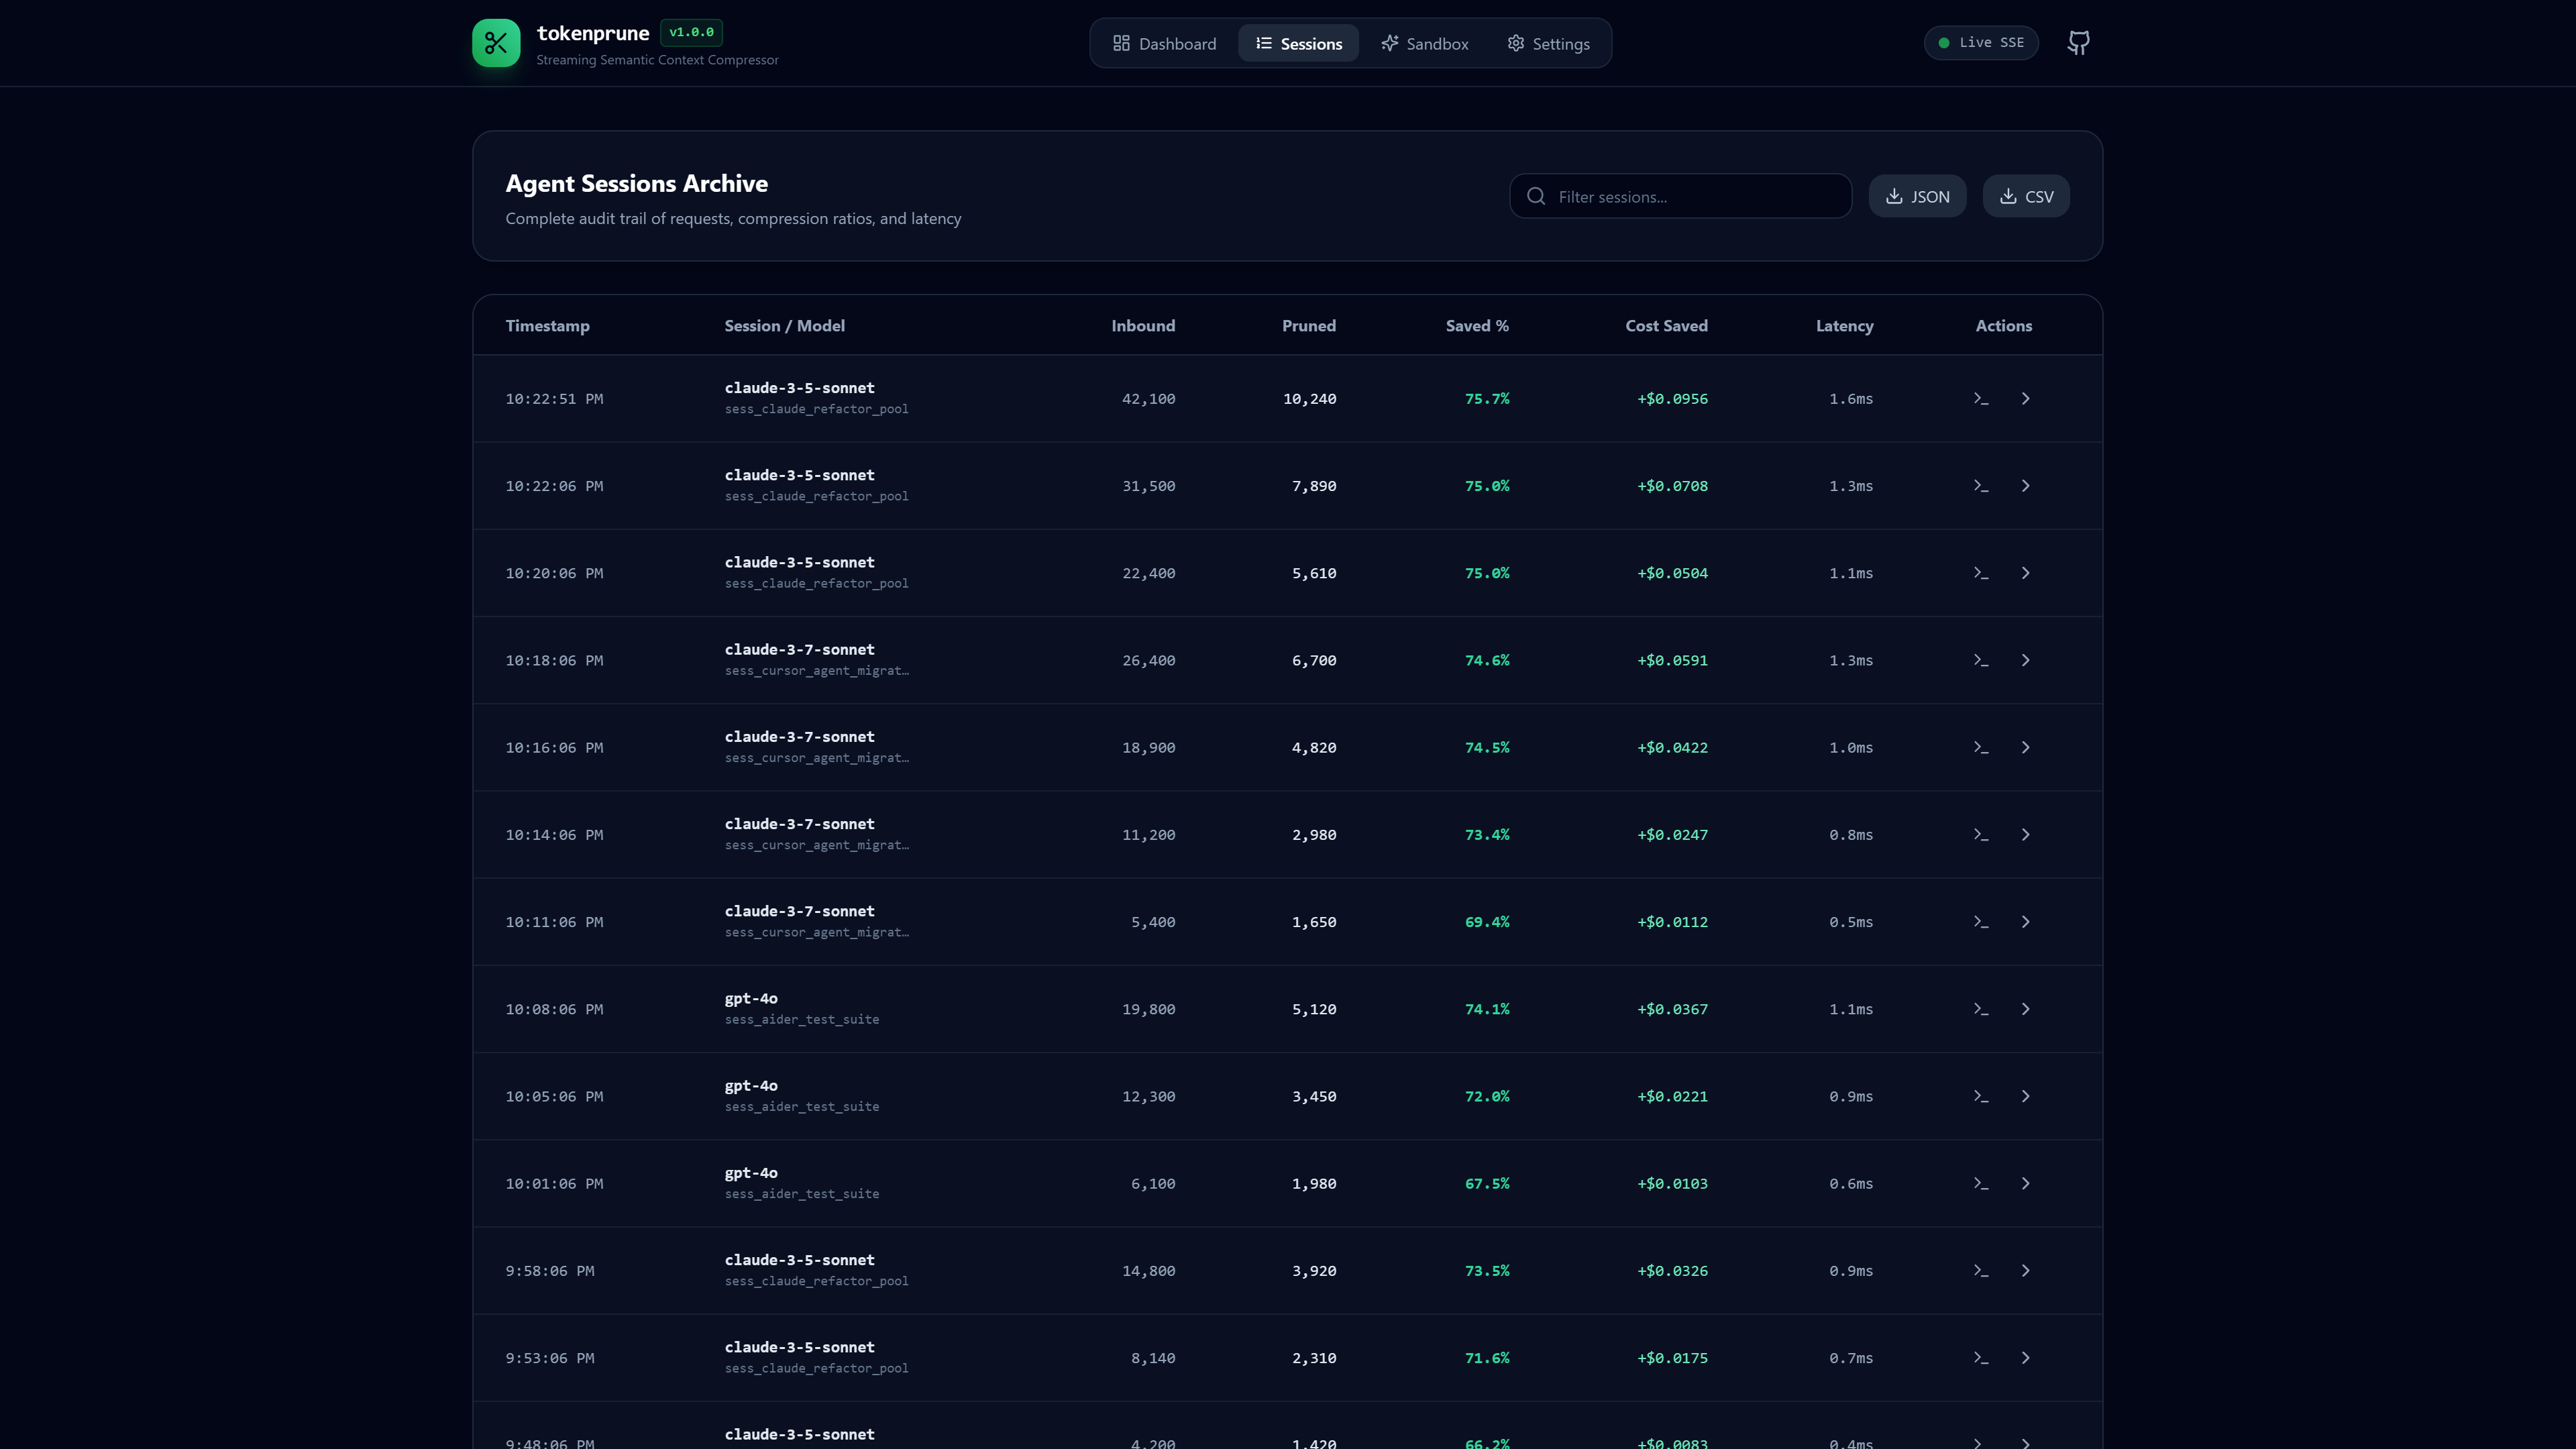 tokenprune v1.0.0
Streaming Semantic Context Compressor
Dashboard Sessions Sandbox Settings
Live SSE
Agent Sessions Archive
Complete audit trail of requests, compression ratios, and latency
Filter sessions...
JSON
CSV
Timestamp Session / Model Inbound Pruned Saved % Cost Saved Latency Actions
10:22:51 PM claude-3-5-sonnet 42,100 10,240 75.7% +$0.0956 1.6ms
sess_claude_refactor_pool
10:22:06 PM claude-3-5-sonnet 31,500 7,890 75.0% +$0.0708 1.3ms
sess_claude_refactor_pool
10:20:06 PM claude-3-5-sonnet 22,400 5,610 75.0% +$0.0504 1.1ms
sess_claude_refactor_pool
10:18:06 PM claude-3-7-sonnet 26,400 6,700 74.6% +$0.0591 1.3ms
sess_cursor_agent_migrat…
10:16:06 PM claude-3-7-sonnet 18,900 4,820 74.5% +$0.0422 1.0ms
sess_cursor_agent_migrat…
10:14:06 PM claude-3-7-sonnet 11,200 2,980 73.4% +$0.0247 0.8ms
sess_cursor_agent_migrat…
10:11:06 PM claude-3-7-sonnet 5,400 1,650 69.4% +$0.0112 0.5ms
sess_cursor_agent_migrat…
10:08:06 PM gpt-4o 19,800 5,120 74.1% +$0.0367 1.1ms
sess_aider_test_suite
10:05:06 PM gpt-4o 12,300 3,450 72.0% +$0.0221 0.9ms
sess_aider_test_suite
10:01:06 PM gpt-4o 6,100 1,980 67.5% +$0.0103 0.6ms
sess_aider_test_suite
9:58:06 PM claude-3-5-sonnet 14,800 3,920 73.5% +$0.0326 0.9ms
sess_claude_refactor_pool
9:53:06 PM claude-3-5-sonnet 8,140 2,310 71.6% +$0.0175 0.7ms
sess_claude_refactor_pool
9:48:06 PM claude-3-5-sonnet 4,200 1,420 66.2% +$0.0083 0.4ms